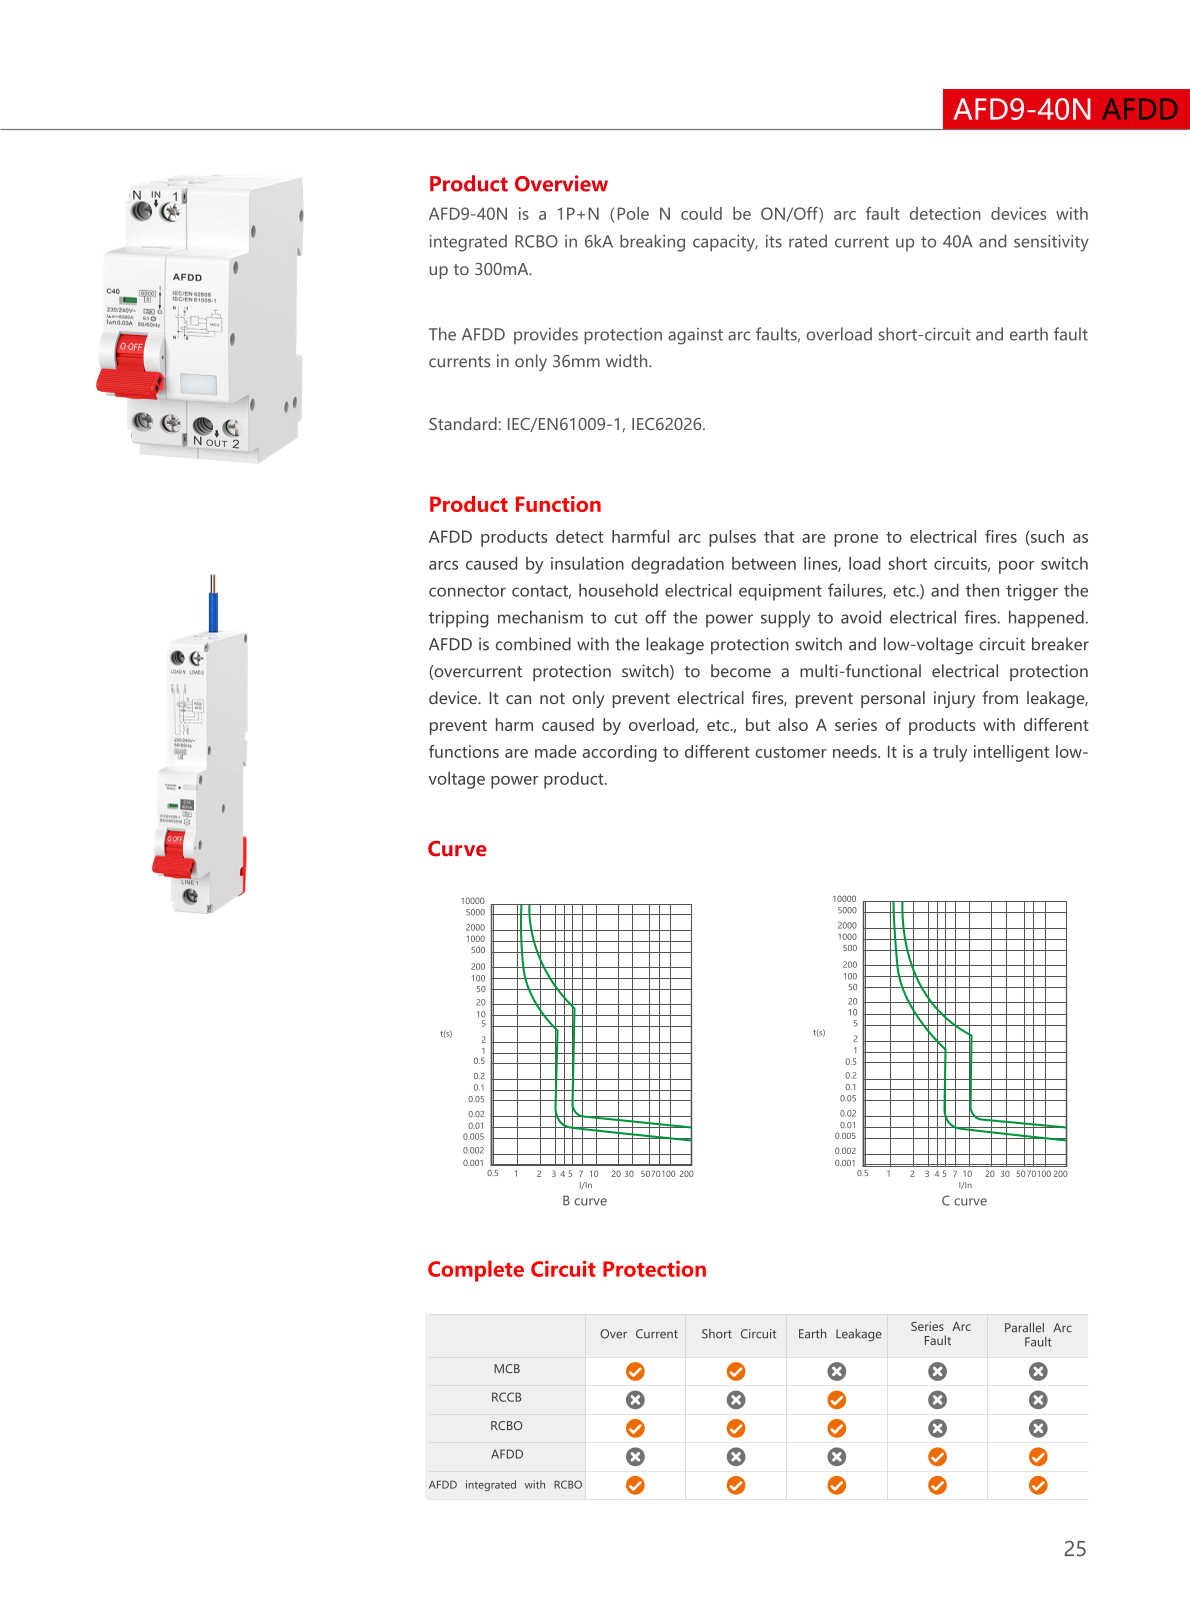 AFD9-40N AFDD
N IN 1
AFDD
C40
6000
3
IEC/EN 62606
IEC/EN 61009-1
230/240V~
I∆n 0.03A 50/60Hz
O·OFF
N OUT 2
Product Overview
AFD9-40N is a 1P+N (Pole N could be ON/Off) arc fault detection devices with
integrated RCBO in 6kA breaking capacity, its rated current up to 40A and sensitivity
up to 300mA.
The AFDD provides protection against arc faults, overload short-circuit and earth fault
currents in only 36mm width.
Standard: IEC/EN61009-1, IEC62026.
Product Function
AFDD products detect harmful arc pulses that are prone to electrical fires (such as
arcs caused by insulation degradation between lines, load short circuits, poor switch
connector contact, household electrical equipment failures, etc.) and then trigger the
tripping mechanism to cut off the power supply to avoid electrical fires. happened.
AFDD is combined with the leakage protection switch and low-voltage circuit breaker
(overcurrent protection switch) to become a multi-functional electrical protection
device. It can not only prevent electrical fires, prevent personal injury from leakage,
prevent harm caused by overload, etc., but also A series of products with different
functions are made according to different customer needs. It is a truly intelligent low-
voltage power product.
LOAD N LOAD 2
230/240V~
50/60Hz
O·OFF
LINE 1
Curve
10000
5000
2000
1000
500
200
100
50
20
10
5
t(s)
2
1
0.5
0.2
0.1
0.05
0.02
0.01
0.005
0.002
0.001
0.5 1 2 3 4 5 7 10 20 30 50 70 100 200
I/In
B curve
10000
5000
2000
1000
500
200
100
50
20
10
5
t(s)
2
1
0.5
0.2
0.1
0.05
0.02
0.01
0.005
0.002
0.001
0.5 1 2 3 4 5 7 10 20 30 50 70 100 200
I/In
C curve
Complete Circuit Protection
Over Current Short Circuit Earth Leakage Series Arc Fault Parallel Arc Fault
MCB
RCCB
RCBO
AFDD
AFDD integrated with RCBO
25